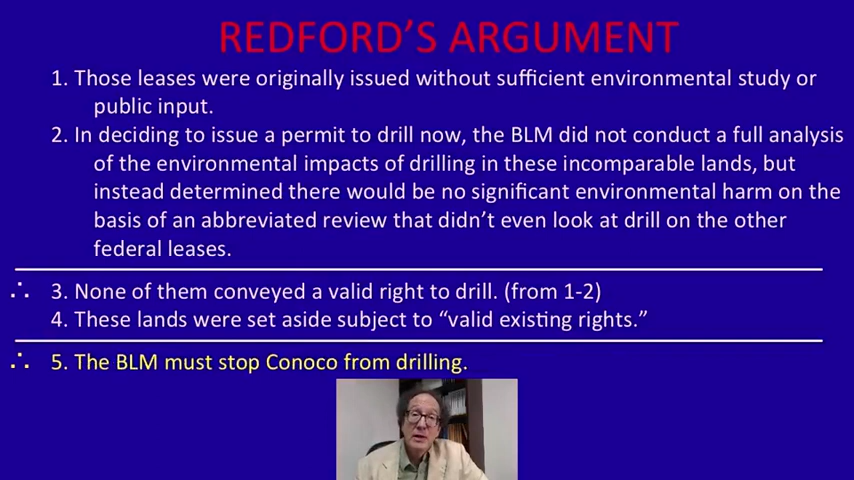 REDFORD’S ARGUMENT
1. Those leases were originally issued without sufficient environmental study or
public input.
2. In deciding to issue a permit to drill now, the BLM did not conduct a full analysis
of the environmental impacts of drilling in these incomparable lands, but
instead determined there would be no significant environmental harm on the
basis of an abbreviated review that didn’t even look at drill on the other
federal leases.
∴ 3. None of them conveyed a valid right to drill. (from 1-2)
4. These lands were set aside subject to “valid existing rights.”
∴ 5. The BLM must stop Conoco from drilling.